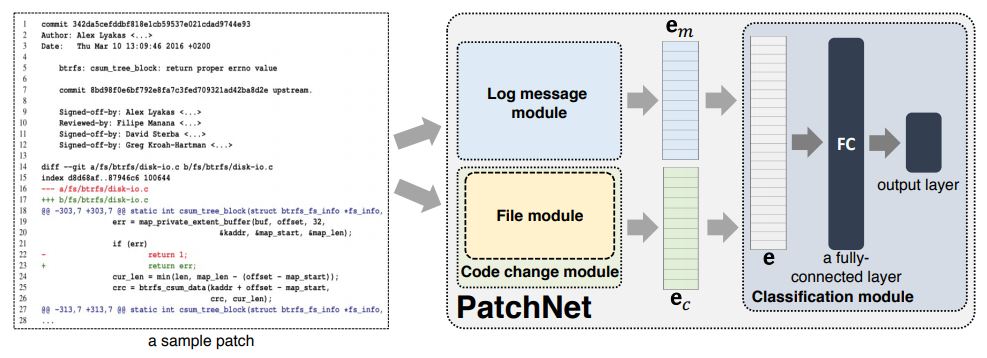 1 commit 342da5cefddbf818e1cb59537e021cdad9744e93
2 Author: Alex Lyakas <...>
3 Date: Thu Mar 10 13:09:46 2016 +0200
4
5 btrfs: csum_tree_block: return proper errno value
6
7 commit 8bd98f0e6bf792e8fa7c3fed709321ad42ba8d2e upstream.
8
9 Signed-off-by: Alex Lyakas <...>
10 Reviewed-by: Filipe Manana <...>
11 Signed-off-by: David Sterba <...>
12 Signed-off-by: Greg Kroah-Hartman <...>
13
14 diff --git a/fs/btrfs/disk-io.c b/fs/btrfs/disk-io.c
15 index d8d68af..87946c6 100644
16 --- a/fs/btrfs/disk-io.c
17 +++ b/fs/btrfs/disk-io.c
18 @@ -303,7 +303,7 @@ static int csum_tree_block(struct btrfs_fs_info *fs_info,
19 err = map_private_extent_buffer(buf, offset, 32,
20 &kaddr, &map_start, &map_len);
21 if (err)
22 - return 1;
23 + return err;
24 cur_len = min(len, map_len - (offset - map_start));
25 crc = btrfs_csum_data(kaddr + offset - map_start,
26 crc, cur_len);
27 @@ -313,7 +313,7 @@ static int csum_tree_block(struct btrfs_fs_info *fs_info,
28 ...
a sample patch
Log message
module
File module
Code change module
PatchNet
e_m
e_c
e
FC
a fully-
connected layer
output layer
Classification module